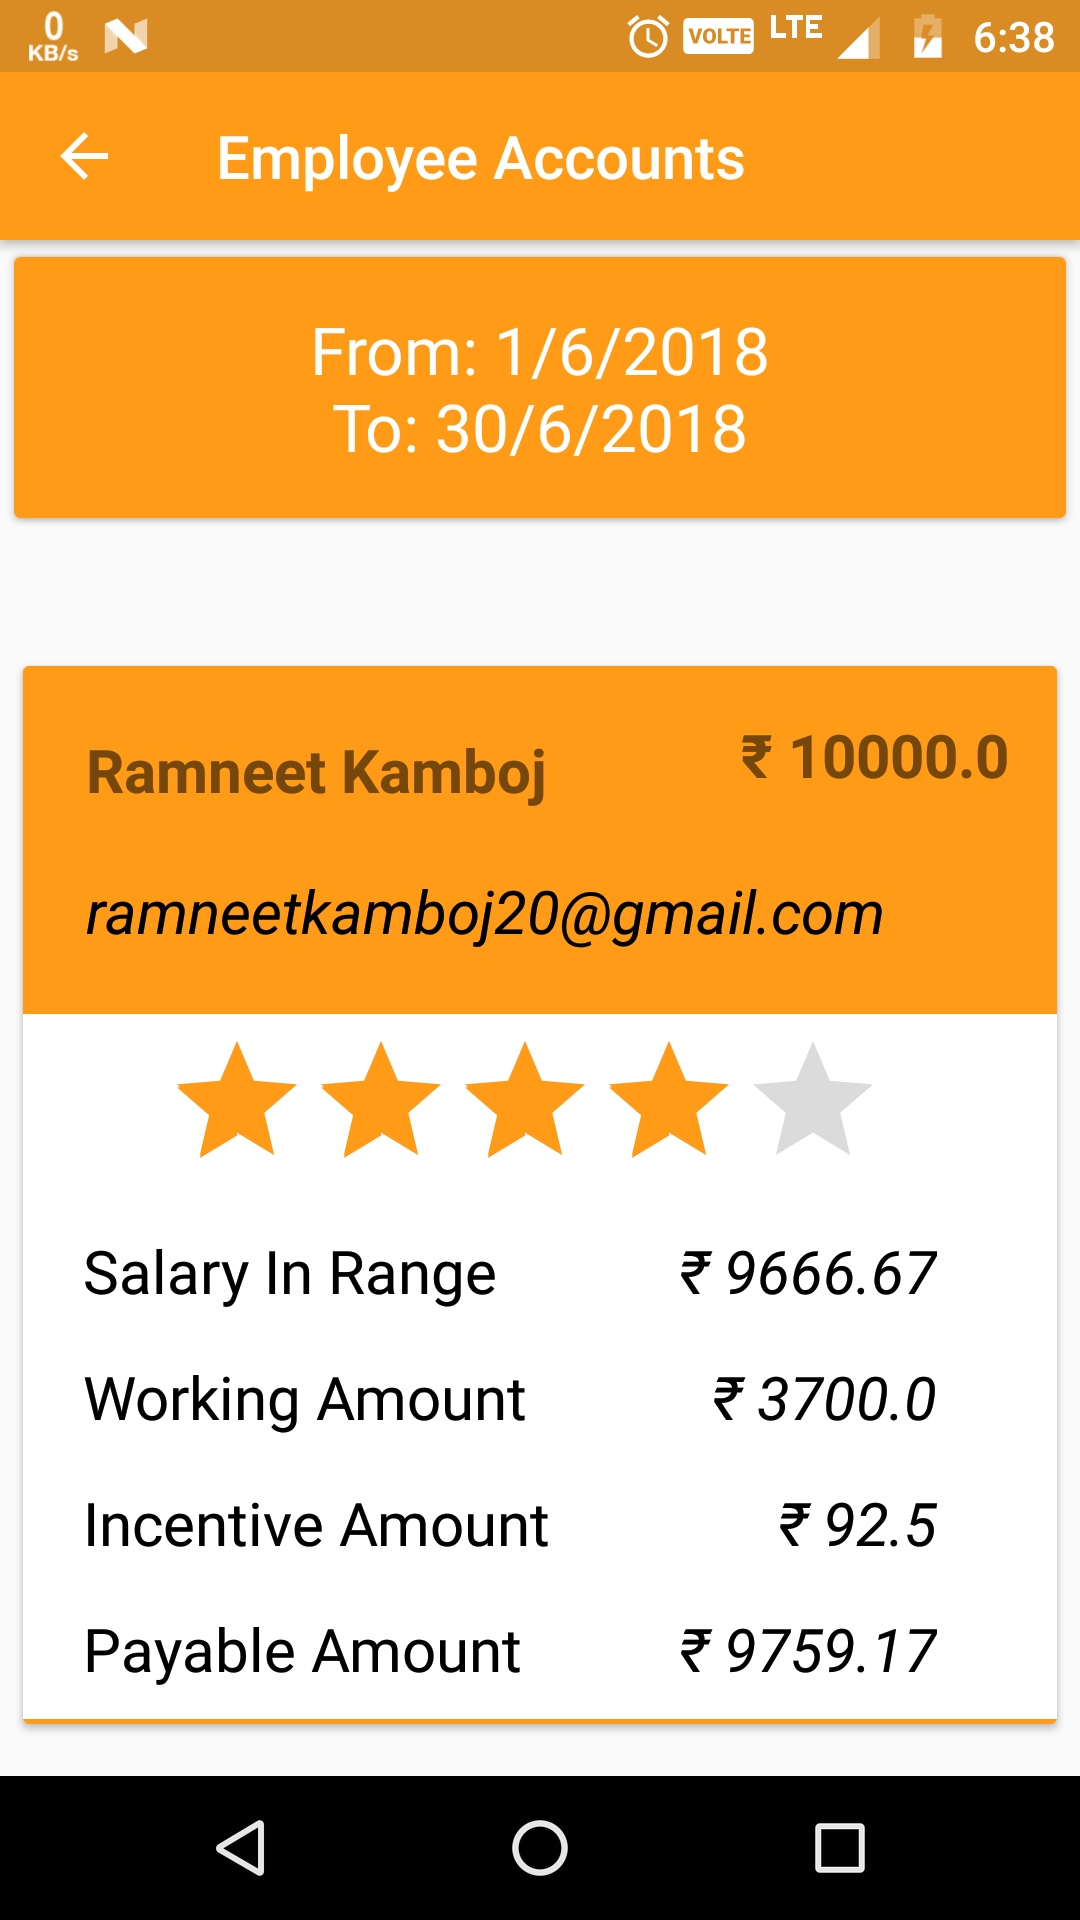 0
KB/s
VOLTE
LTE
6:38
Employee Accounts
From: 1/6/2018
To: 30/6/2018
Ramneet Kamboj
₹ 10000.0
ramneetkamboj20@gmail.com
Salary In Range ₹ 9666.67
Working Amount ₹ 3700.0
Incentive Amount ₹ 92.5
Payable Amount ₹ 9759.17